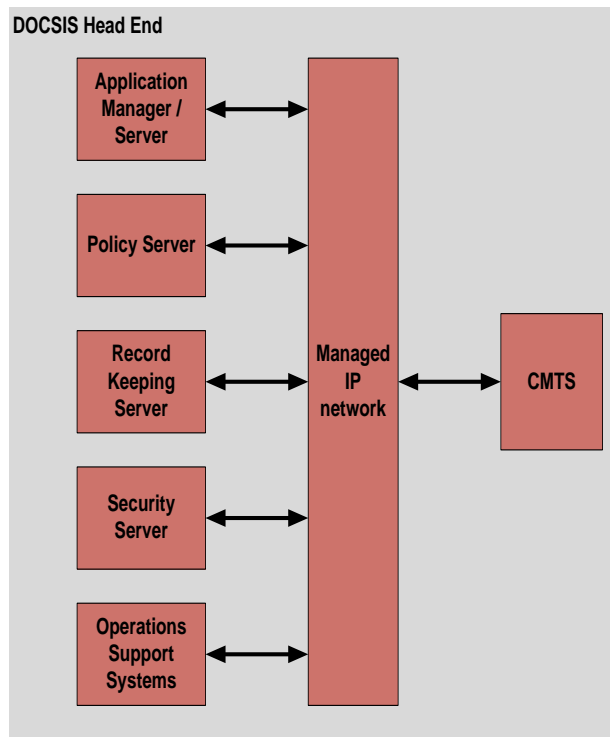 DOCSIS Head End
Application
Manager /
Server
Policy Server
Record
Keeping
Server
Security
Server
Operations
Support
Systems
Managed
IP
network
CMTS